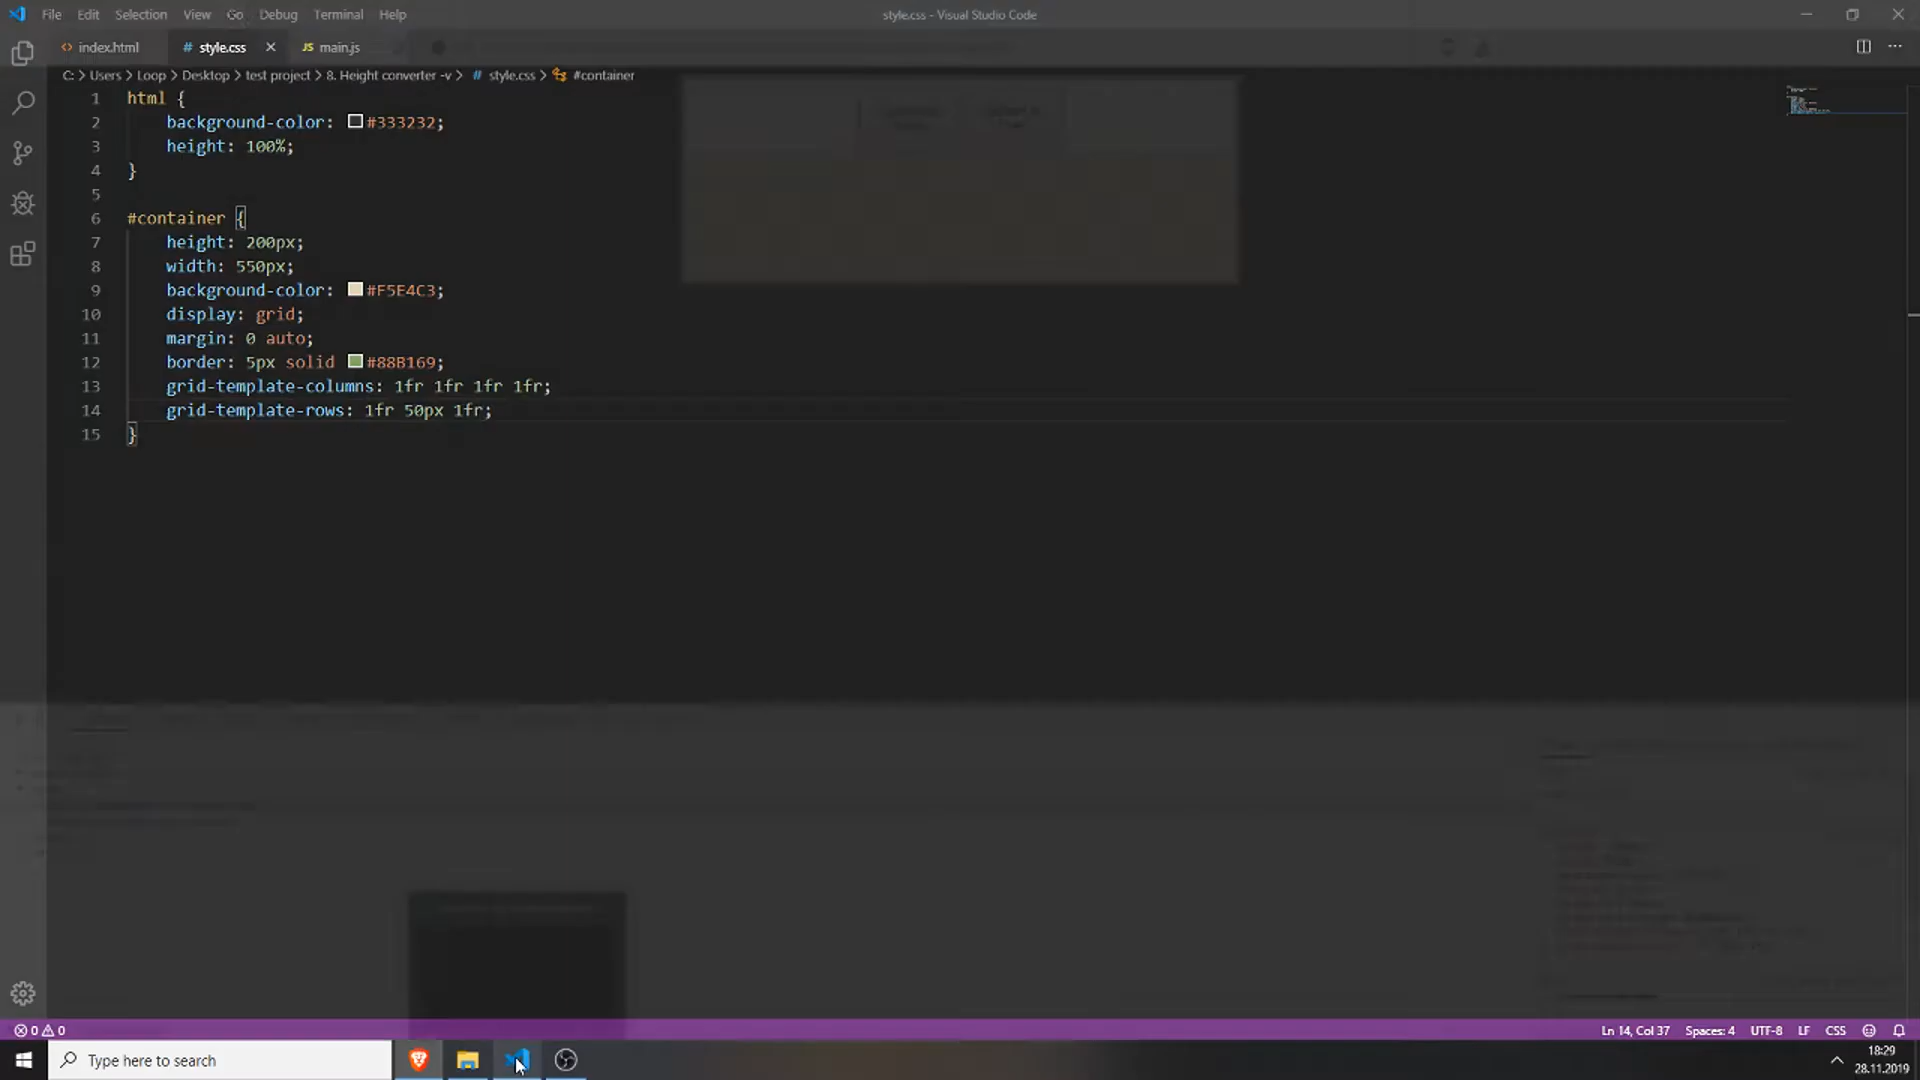 File Edit Selection View Go Debug Terminal Help
style.css - Visual Studio Code
index.html # style.css JS main.js
C: > Users > Loop > Desktop > test project > 8. Height converter -v > # style.css > #container
1 html {
2 background-color: #333232;
3 height: 100%;
4 }
5
6 #container {
7 height: 200px;
8 width: 550px;
9 background-color: #F5E4C3;
10 display: grid;
11 margin: 0 auto;
12 border: 5px solid #88B169;
13 grid-template-columns: 1fr 1fr 1fr 1fr;
14 grid-template-rows: 1fr 50px 1fr;
15 }
0 0 Ln 14, Col 37 Spaces: 4 UTF-8 LF CSS
Type here to search
18:29
28.11.2019